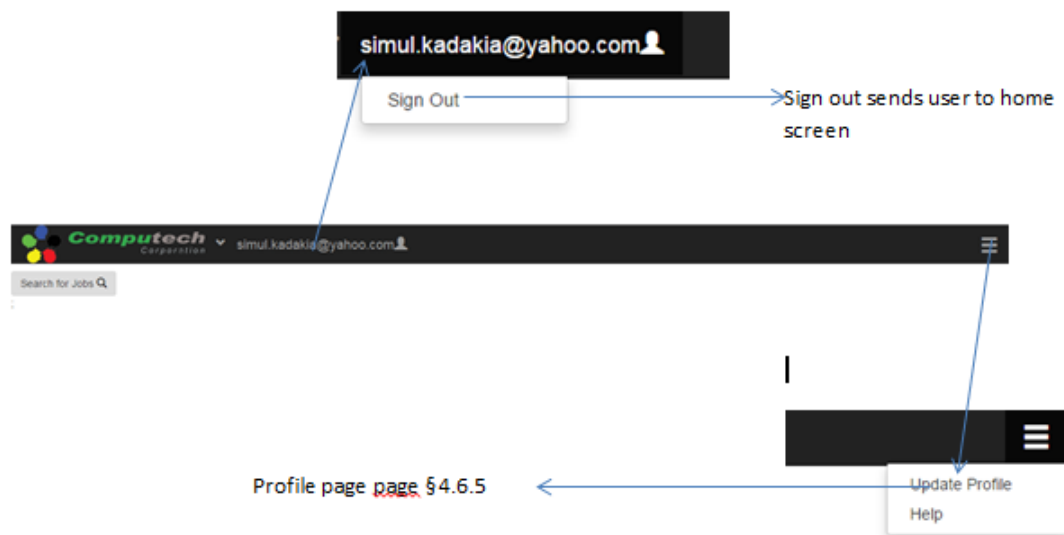 simul.kadakia@yahoo.com
Sign Out
Sign out sends user to home
screen
Computech
Corporation
simul.kadakia@yahoo.com
Search for Jobs
Profile page page §4.6.5
Update Profile
Help